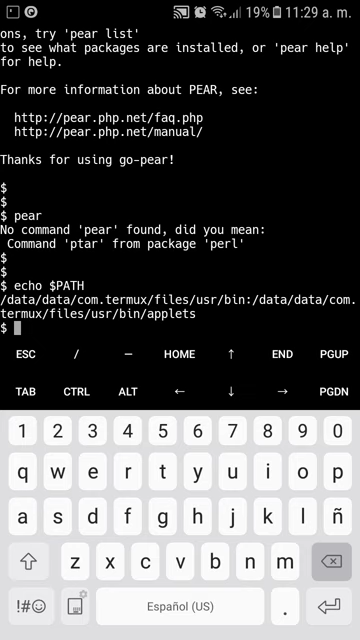 19% 11:29 a. m.
ons, try 'pear list'
to see what packages are installed, or 'pear help'
for help.
For more information about PEAR, see:
http://pear.php.net/faq.php
http://pear.php.net/manual/
Thanks for using go-pear!
$
$
$ pear
No command 'pear' found, did you mean:
Command 'ptar' from package 'perl'
$
$
$ echo $PATH
/data/data/com.termux/files/usr/bin:/data/data/com.
termux/files/usr/bin/applets
$
ESC / — HOME ↑ END PGUP
TAB CTRL ALT ← ↓ → PGDN
1 2 3 4 5 6 7 8 9 0
q w e r t y u i o p
a s d f g h j k l ñ
z x c v b n m
!#☺ Español (US) .